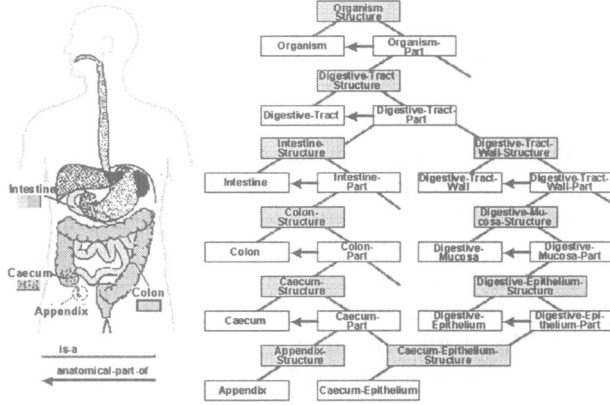 Intestine
Caecum
Appendix
Colon
is-a
anatomical-part-of
Organism
Structure
Organism
Organism-
Part
Digestive-Tract
Structure
Digestive-Tract
Digestive-Tract-
Part
Intestine-
Structure
Digestive-Tract-
Wall-Structure
Intestine
Intestine-
Part
Digestive-Tract-
Wall
Digestive-Tract-
Wall-Part
Colon-
Structure
Digestive-Mu-
cosa-Structure
Colon
Colon-
Part
Digestive-
Mucosa
Digestive-
Mucosa-Part
Caecum-
Structure
Digestive-Epithelium-
Structure
Caecum
Caecum-
Part
Digestive-
Epithelium
Digestive-Epi-
thelium-Part
Appendix-
Structure
Caecum-Epithelium-
Structure
Appendix
Caecum-Epithelium